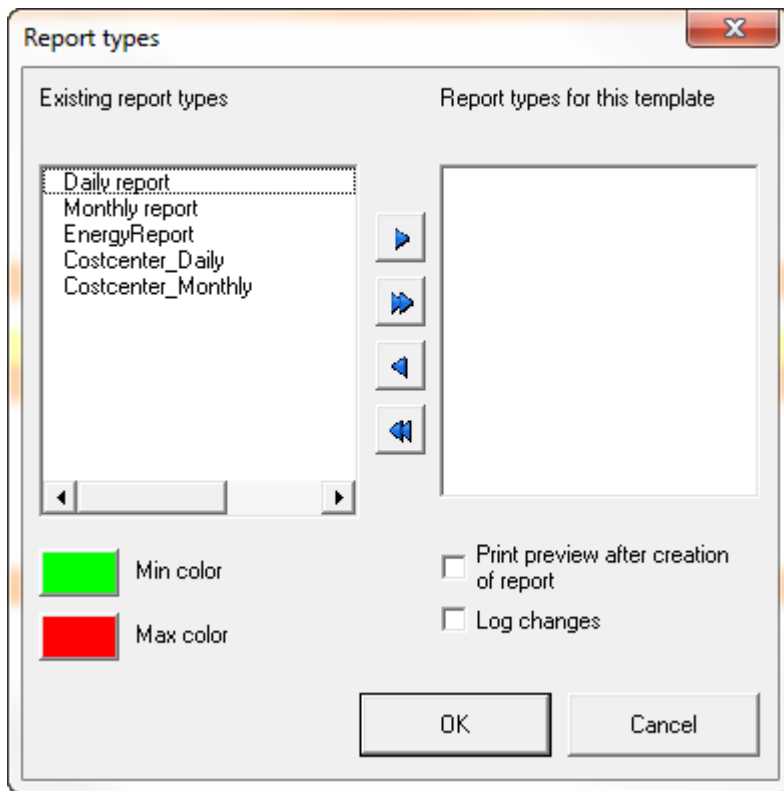 Report types
Existing report types
Report types for this template
Daily report
Monthly report
EnergyReport
Costcenter_Daily
Costcenter_Monthly
Min color
Max color
Print preview after creation
of report
Log changes
OK
Cancel